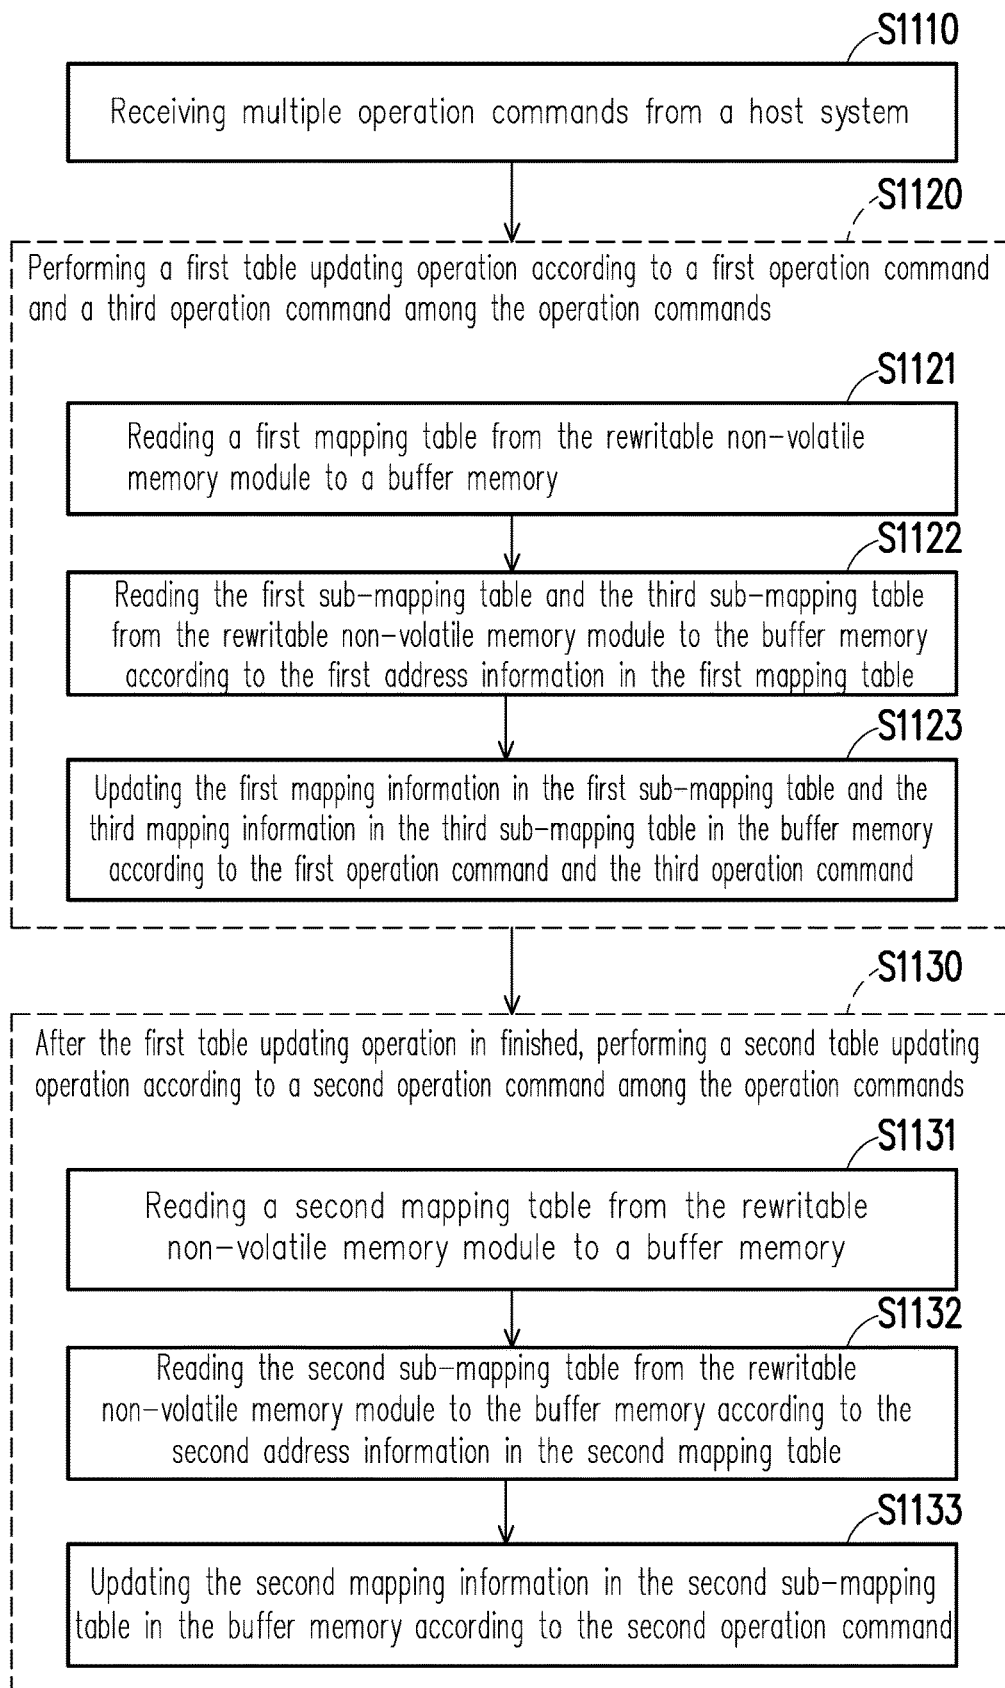 S1110
Receiving multiple operation commands from a host system
S1120
Performing a first table updating operation according to a first operation command
and a third operation command among the operation commands
S1121
Reading a first mapping table from the rewritable non-volatile
memory module to a buffer memory
S1122
Reading the first sub-mapping table and the third sub-mapping table
from the rewritable non-volatile memory module to the buffer memory
according to the first address information in the first mapping table
S1123
Updating the first mapping information in the first sub-mapping table and the
third mapping information in the third sub-mapping table in the buffer memory
according to the first operation command and the third operation command
S1130
After the first table updating operation in finished, performing a second table updating
operation according to a second operation command among the operation commands
S1131
Reading a second mapping table from the rewritable
non-volatile memory module to a buffer memory
S1132
Reading the second sub-mapping table from the rewritable
non-volatile memory module to the buffer memory according to the
second address information in the second mapping table
S1133
Updating the second mapping information in the second sub-mapping
table in the buffer memory according to the second operation command